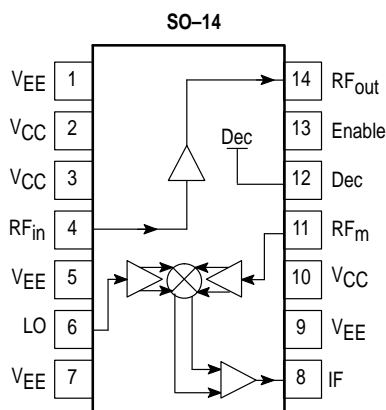 SO–14
VEE 1 14 RFout
VCC 2 13 Enable
VCC 3 Dec 12 Dec
RFin 4 11 RFm
VEE 5 10 VCC
LO 6 9 VEE
VEE 7 8 IF